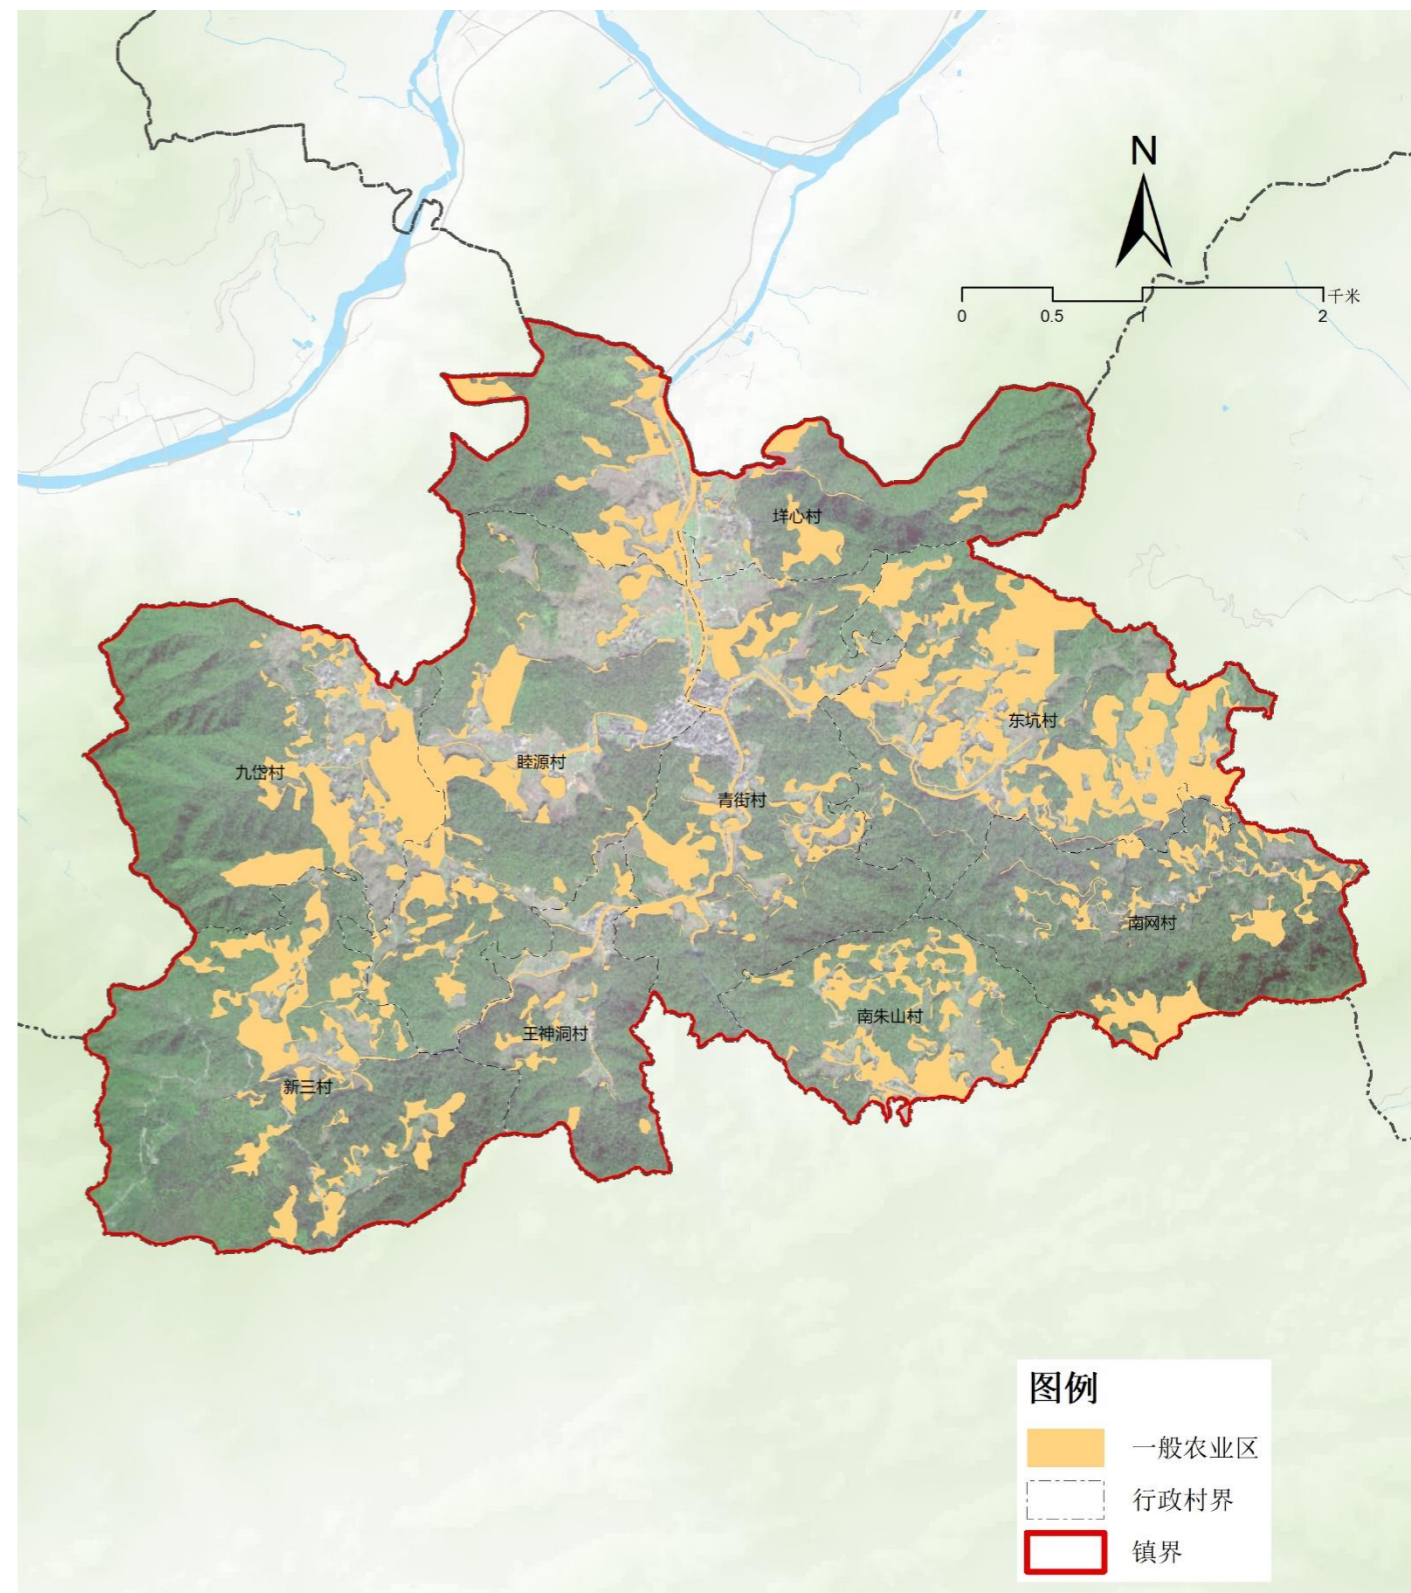 N
千米
0 0.5 1 2
垟心村
东坑村
睦源村
九岱村
青街村
南网村
南朱山村
王神洞村
新三村
图例
一般农业区
行政村界
镇界